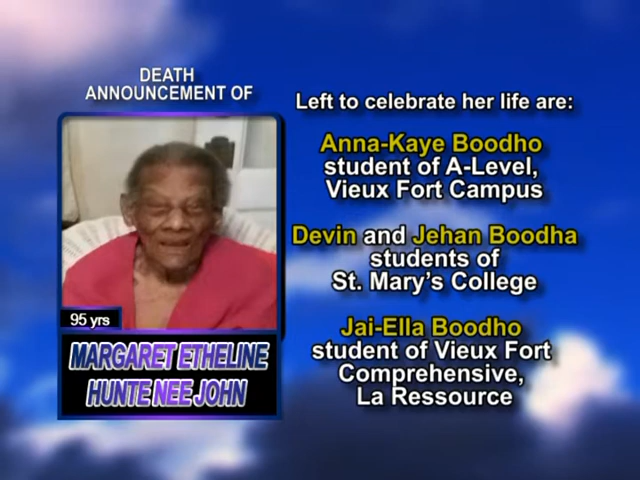 DEATH
ANNOUNCEMENT OF
95 yrs
MARGARET ETHELINE
HUNTE NEE JOHN
Left to celebrate her life are:
Anna-Kaye Boodho
student of A-Level,
Vieux Fort Campus
Devin and Jehan Boodha
students of
St. Mary's College
Jai-Ella Boodho
student of Vieux Fort
Comprehensive,
La Ressource